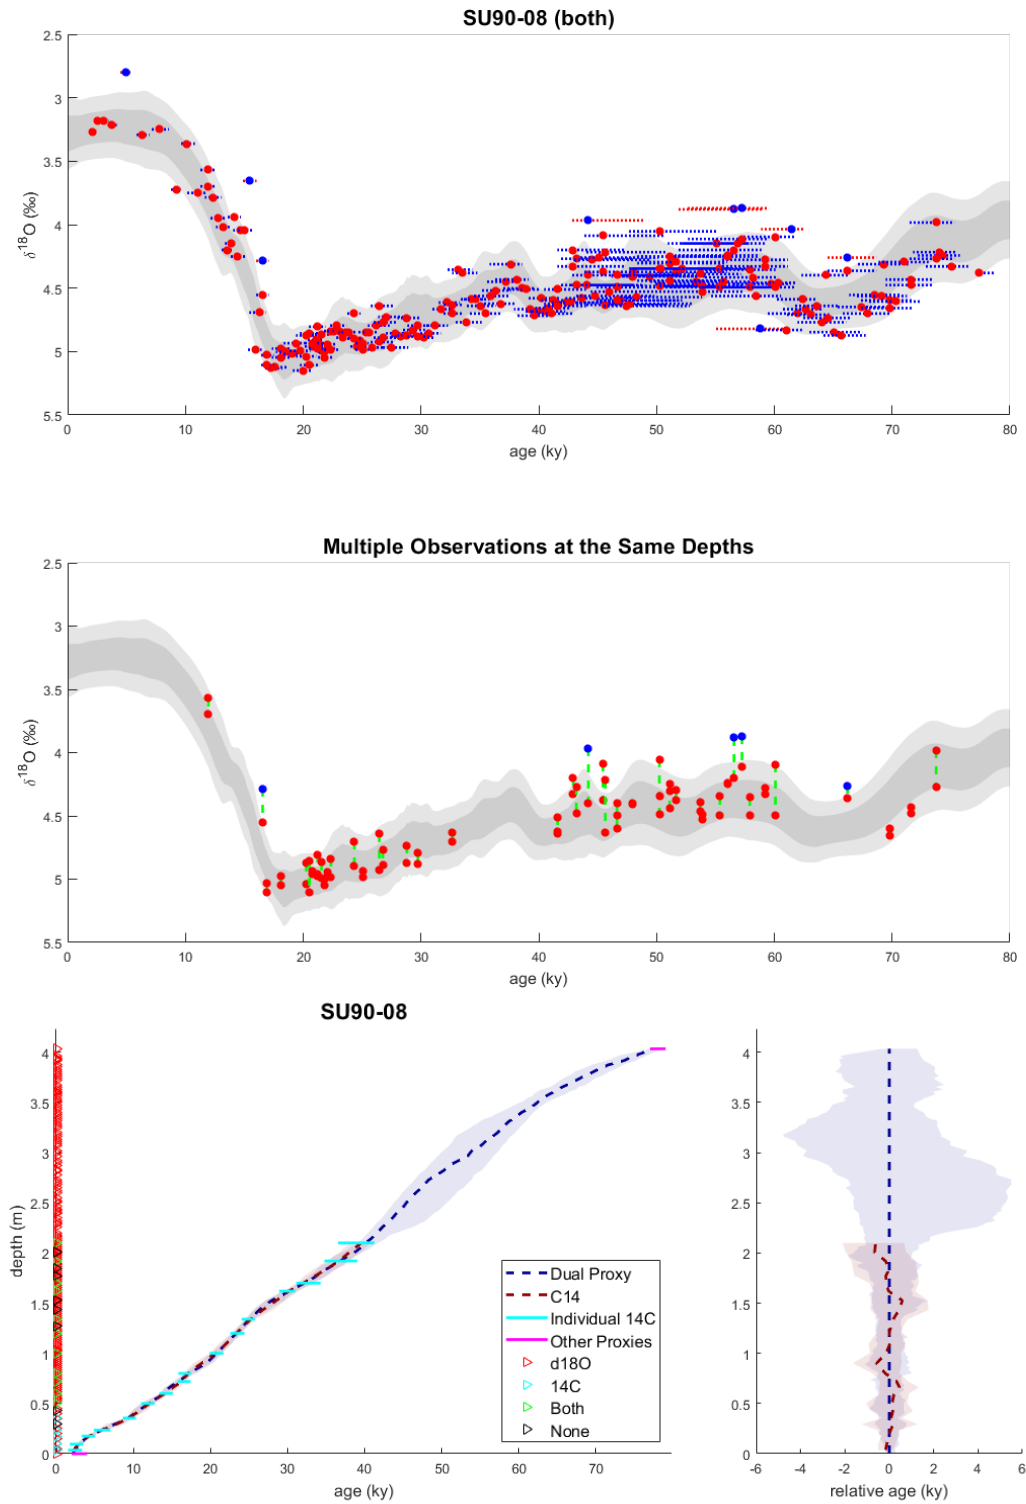 SU90-08 (both)
2.5
3
3.5
4
4.5
5
5.5
δ18O (‰)
0 10 20 30 40 50 60 70 80
age (ky)
Multiple Observations at the Same Depths
2.5
3
3.5
4
4.5
5
5.5
δ18O (‰)
0 10 20 30 40 50 60 70 80
age (ky)
SU90-08
4
3.5
3
2.5
2
1.5
1
0.5
0
depth (m)
0 10 20 30 40 50 60 70
age (ky)
Dual Proxy
C14
Individual 14C
Other Proxies
d18O
14C
Both
None
4
3.5
3
2.5
2
1.5
1
0.5
0
-6 -4 -2 0 2 4 6
relative age (ky)